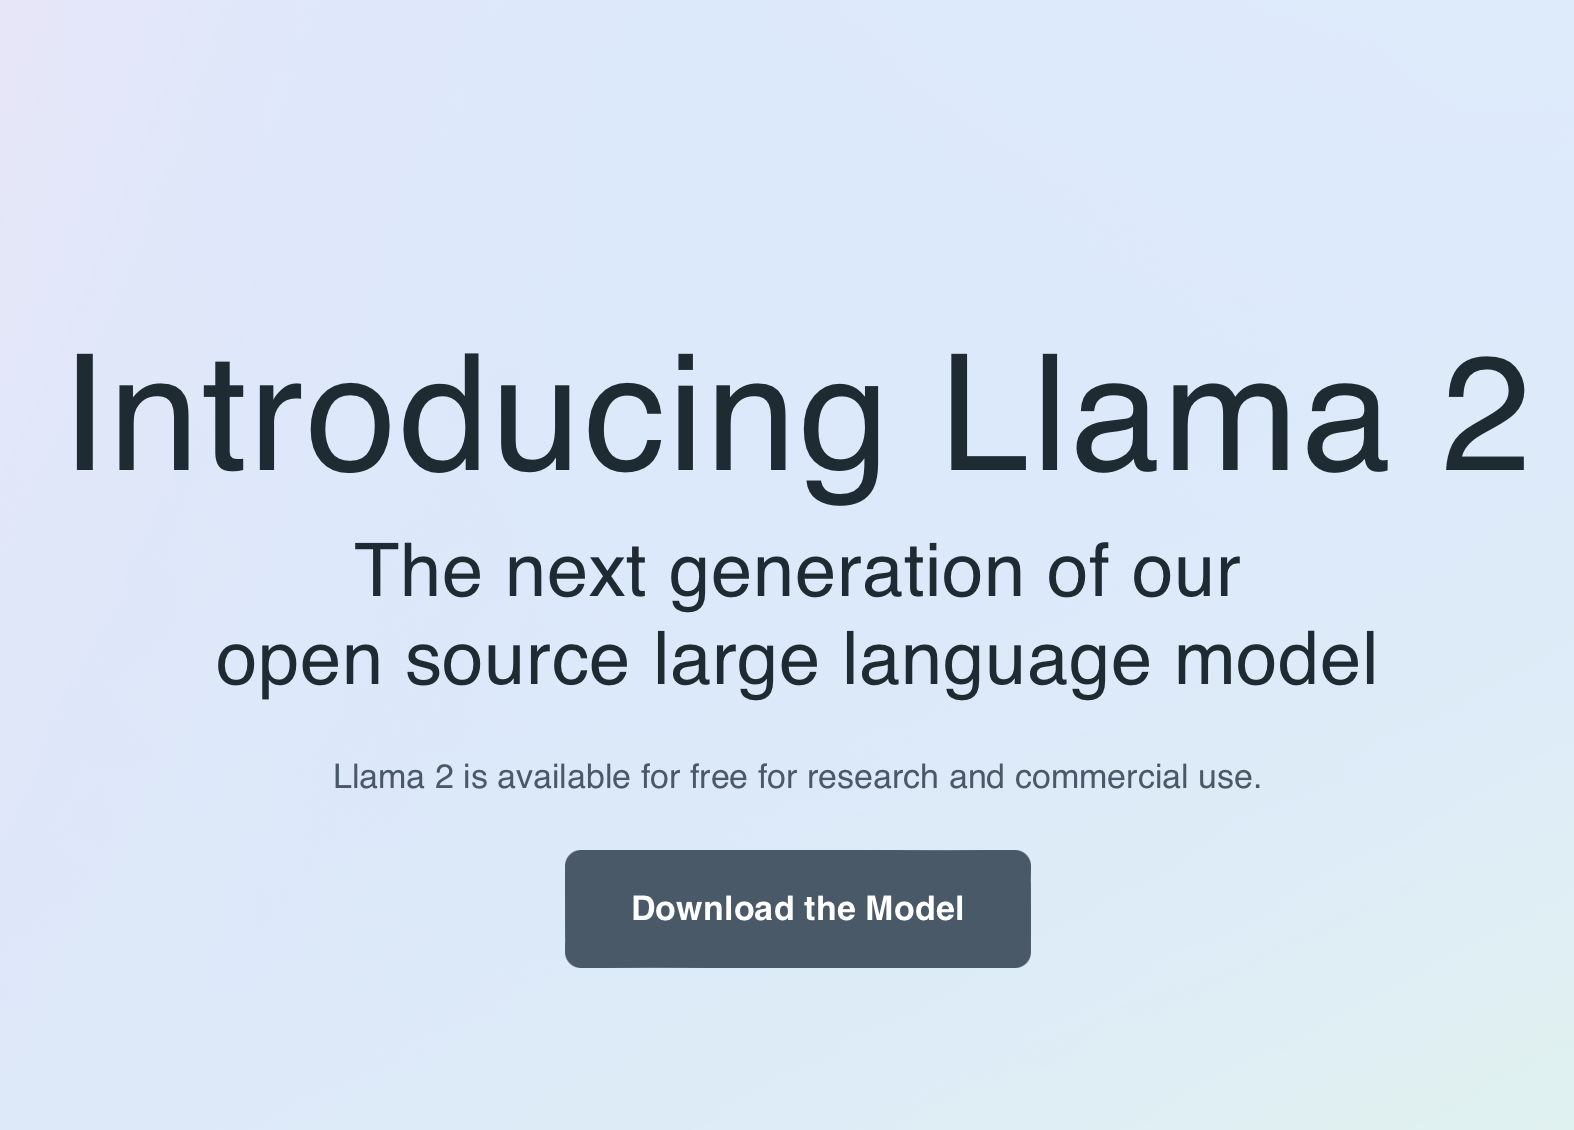 Introducing Llama 2
The next generation of our
open source large language model
Llama 2 is available for free for research and commercial use.
Download the Model